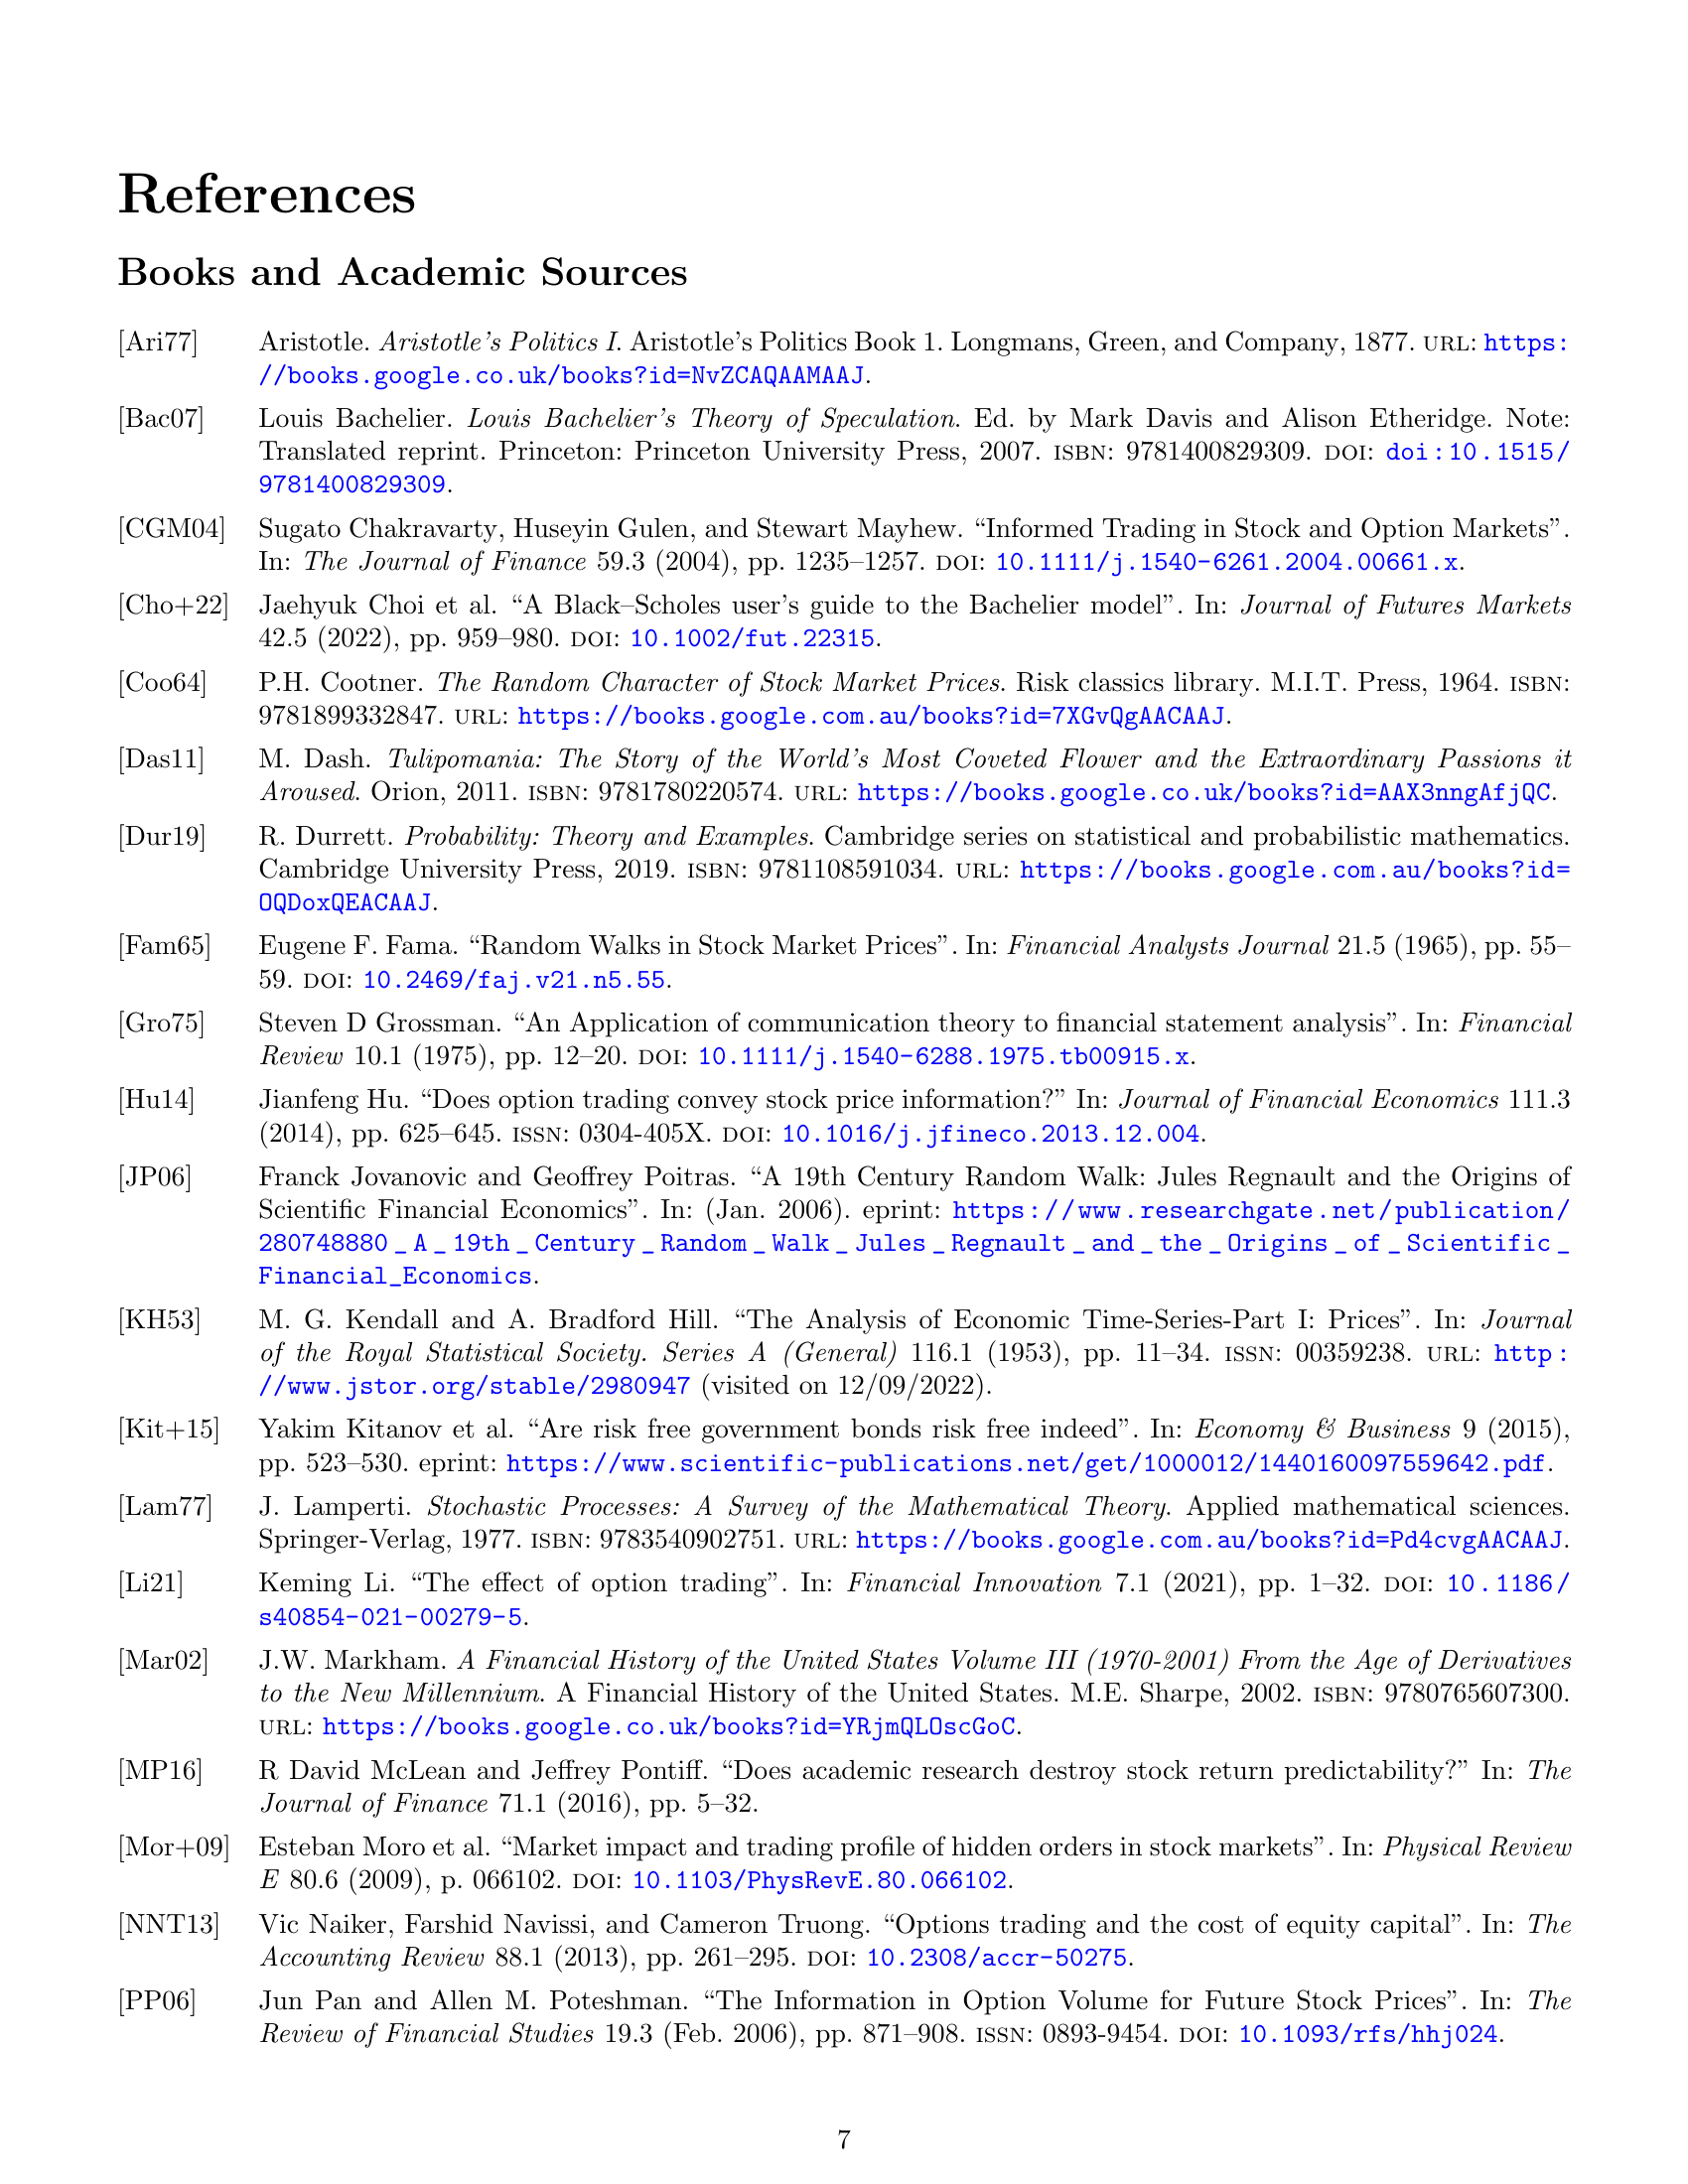 References
Books and Academic Sources
[Ari77] Aristotle. Aristotle's Politics I. Aristotle's Politics Book 1. Longmans, Green, and Company, 1877. URL: https:
//books.google.co.uk/books?id=NvZCAQAAMAAJ.
[Bac07] Louis Bachelier. Louis Bachelier's Theory of Speculation. Ed. by Mark Davis and Alison Etheridge. Note:
Translated reprint. Princeton: Princeton University Press, 2007. ISBN: 9781400829309. DOI: doi:10.1515/
9781400829309.
[CGM04] Sugato Chakravarty, Huseyin Gulen, and Stewart Mayhew. “Informed Trading in Stock and Option Markets”.
In: The Journal of Finance 59.3 (2004), pp. 1235–1257. DOI: 10.1111/j.1540-6261.2004.00661.x.
[Cho+22] Jaehyuk Choi et al. “A Black–Scholes user's guide to the Bachelier model”. In: Journal of Futures Markets
42.5 (2022), pp. 959–980. DOI: 10.1002/fut.22315.
[Coo64] P.H. Cootner. The Random Character of Stock Market Prices. Risk classics library. M.I.T. Press, 1964. ISBN:
9781899332847. URL: https://books.google.com.au/books?id=7XGvQgAACAAJ.
[Das11] M. Dash. Tulipomania: The Story of the World's Most Coveted Flower and the Extraordinary Passions it
Aroused. Orion, 2011. ISBN: 9781780220574. URL: https://books.google.co.uk/books?id=AAX3nngAfjQC.
[Dur19] R. Durrett. Probability: Theory and Examples. Cambridge series on statistical and probabilistic mathematics.
Cambridge University Press, 2019. ISBN: 9781108591034. URL: https://books.google.com.au/books?id=
OQDoxQEACAAJ.
[Fam65] Eugene F. Fama. “Random Walks in Stock Market Prices”. In: Financial Analysts Journal 21.5 (1965), pp. 55–
59. DOI: 10.2469/faj.v21.n5.55.
[Gro75] Steven D Grossman. “An Application of communication theory to financial statement analysis”. In: Financial
Review 10.1 (1975), pp. 12–20. DOI: 10.1111/j.1540-6288.1975.tb00915.x.
[Hu14] Jianfeng Hu. “Does option trading convey stock price information?” In: Journal of Financial Economics 111.3
(2014), pp. 625–645. ISSN: 0304-405X. DOI: 10.1016/j.jfineco.2013.12.004.
[JP06] Franck Jovanovic and Geoffrey Poitras. “A 19th Century Random Walk: Jules Regnault and the Origins of
Scientific Financial Economics”. In: (Jan. 2006). eprint: https://www.researchgate.net/publication/
280748880_A_19th_Century_Random_Walk_Jules_Regnault_and_the_Origins_of_Scientific_
Financial_Economics.
[KH53] M. G. Kendall and A. Bradford Hill. “The Analysis of Economic Time-Series-Part I: Prices”. In: Journal
of the Royal Statistical Society. Series A (General) 116.1 (1953), pp. 11–34. ISSN: 00359238. URL: http:
//www.jstor.org/stable/2980947 (visited on 12/09/2022).
[Kit+15] Yakim Kitanov et al. “Are risk free government bonds risk free indeed”. In: Economy & Business 9 (2015),
pp. 523–530. eprint: https://www.scientific-publications.net/get/1000012/1440160097559642.pdf.
[Lam77] J. Lamperti. Stochastic Processes: A Survey of the Mathematical Theory. Applied mathematical sciences.
Springer-Verlag, 1977. ISBN: 9783540902751. URL: https://books.google.com.au/books?id=Pd4cvgAACAAJ.
[Li21] Keming Li. “The effect of option trading”. In: Financial Innovation 7.1 (2021), pp. 1–32. DOI: 10.1186/
s40854-021-00279-5.
[Mar02] J.W. Markham. A Financial History of the United States Volume III (1970-2001) From the Age of Derivatives
to the New Millennium. A Financial History of the United States. M.E. Sharpe, 2002. ISBN: 9780765607300.
URL: https://books.google.co.uk/books?id=YRjmQLOscGoC.
[MP16] R David McLean and Jeffrey Pontiff. “Does academic research destroy stock return predictability?” In: The
Journal of Finance 71.1 (2016), pp. 5–32.
[Mor+09] Esteban Moro et al. “Market impact and trading profile of hidden orders in stock markets”. In: Physical Review
E 80.6 (2009), p. 066102. DOI: 10.1103/PhysRevE.80.066102.
[NNT13] Vic Naiker, Farshid Navissi, and Cameron Truong. “Options trading and the cost of equity capital”. In: The
Accounting Review 88.1 (2013), pp. 261–295. DOI: 10.2308/accr-50275.
[PP06] Jun Pan and Allen M. Poteshman. “The Information in Option Volume for Future Stock Prices”. In: The
Review of Financial Studies 19.3 (Feb. 2006), pp. 871–908. ISSN: 0893-9454. DOI: 10.1093/rfs/hhj024.
7